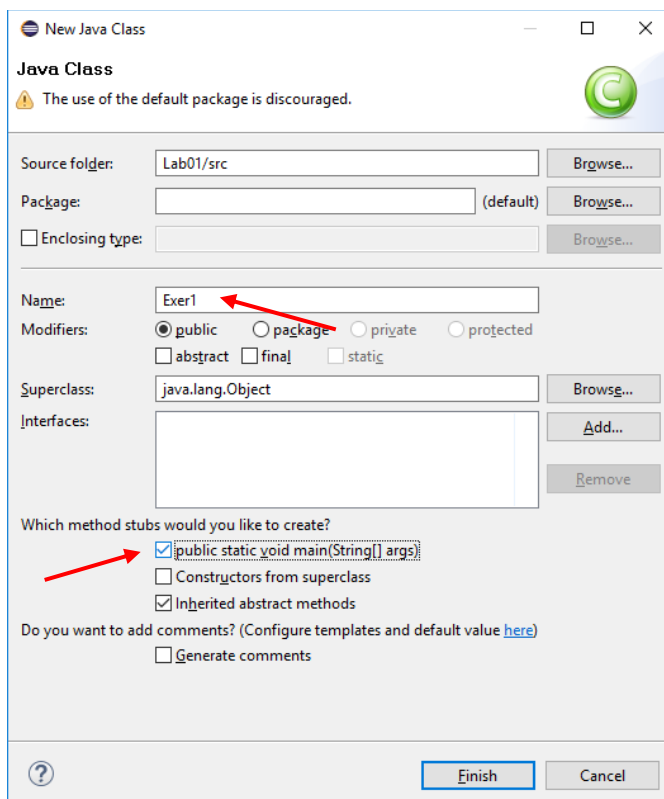 New Java Class
Java Class
The use of the default package is discouraged.
C
Source folder: Lab01/src Browse...
Package: (default) Browse...
Enclosing type: Browse...
Name: Exer1
Modifiers: public package private protected
abstract final static
Superclass: java.lang.Object Browse...
Interfaces: Add...
Remove
Which method stubs would you like to create?
public static void main(String[] args)
Constructors from superclass
Inherited abstract methods
Do you want to add comments? (Configure templates and default value here)
Generate comments
? Finish Cancel